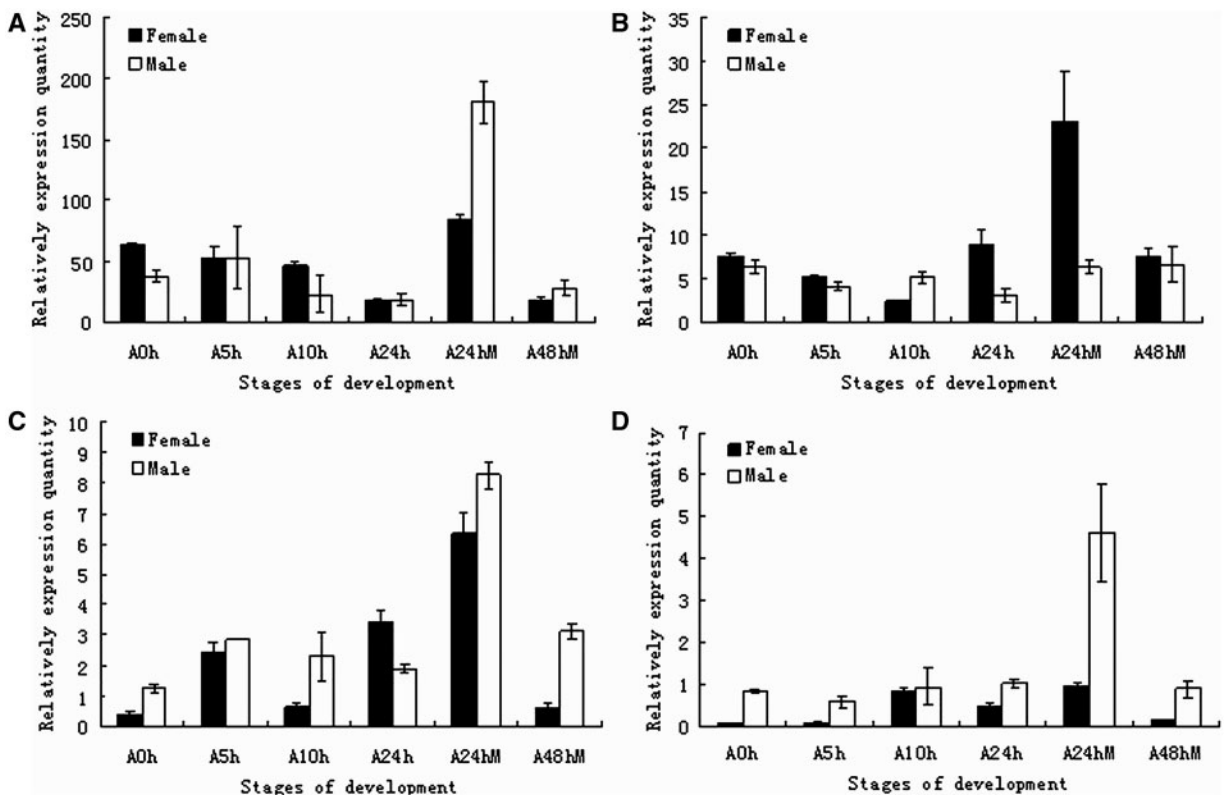 A
Relatively expression quantity
250
200
150
100
50
0
Female
Male
A0h A5h A10h A24h A24hM A48hM
Stages of development
B
Relatively expression quantity
35
30
25
20
15
10
5
0
Female
Male
A0h A5h A10h A24h A24hM A48hM
Stages of development
C
Relatively expression quantity
10
9
8
7
6
5
4
3
2
1
0
Female
Male
A0h A5h A10h A24h A24hM A48hM
Stages of development
D
Relatively expression quantity
7
6
5
4
3
2
1
0
Female
Male
A0h A5h A10h A24h A24hM A48hM
Stages of development